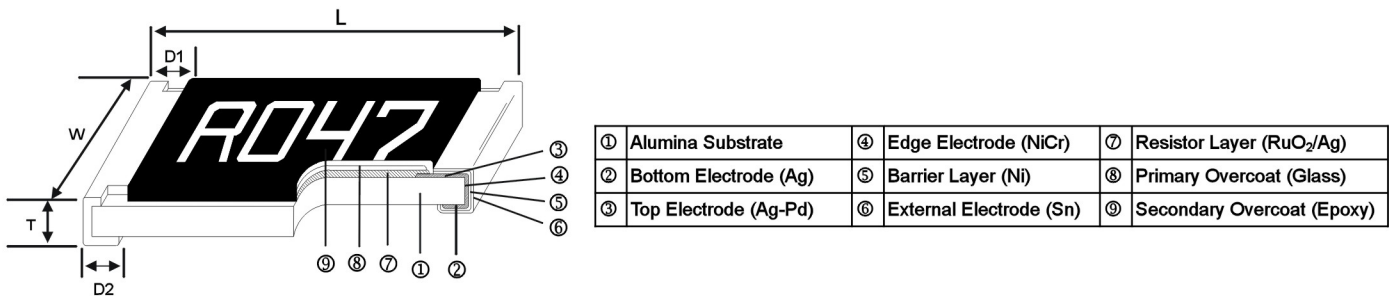 L
D1
W
R047
T
D2
③
④
⑤
⑥
⑨ ⑧ ⑦ ① ②
① Alumina Substrate ④ Edge Electrode (NiCr) ⑦ Resistor Layer (RuO₂/Ag)
② Bottom Electrode (Ag) ⑤ Barrier Layer (Ni) ⑧ Primary Overcoat (Glass)
③ Top Electrode (Ag-Pd) ⑥ External Electrode (Sn) ⑨ Secondary Overcoat (Epoxy)